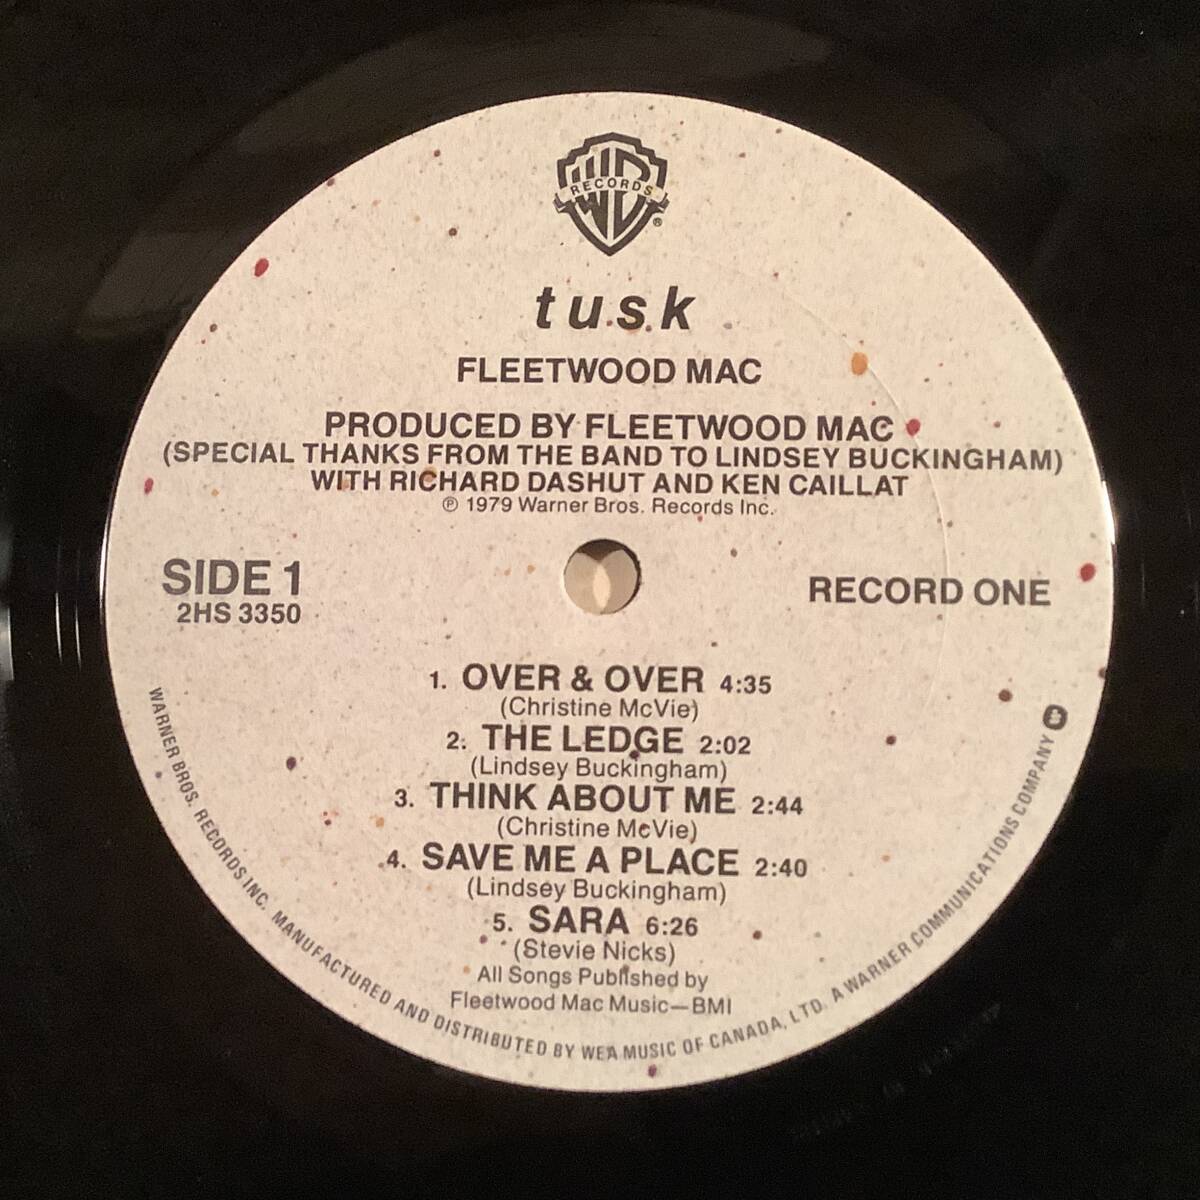 WB
RECORDS
®
tusk
FLEETWOOD MAC
PRODUCED BY FLEETWOOD MAC
(SPECIAL THANKS FROM THE BAND TO LINDSEY BUCKINGHAM)
WITH RICHARD DASHUT AND KEN CAILLAT
℗ 1979 Warner Bros. Records Inc.
SIDE 1
2HS 3350
RECORD ONE
1. OVER & OVER 4:35
(Christine McVie)
2. THE LEDGE 2:02
(Lindsey Buckingham)
3. THINK ABOUT ME 2:44
(Christine McVie)
4. SAVE ME A PLACE 2:40
(Lindsey Buckingham)
5. SARA 6:26
(Stevie Nicks)
All Songs Published by
Fleetwood Mac Music—BMI
WARNER BROS. RECORDS INC. MANUFACTURED AND DISTRIBUTED BY WEA MUSIC OF CANADA, LTD. A WARNER COMMUNICATIONS COMPANY